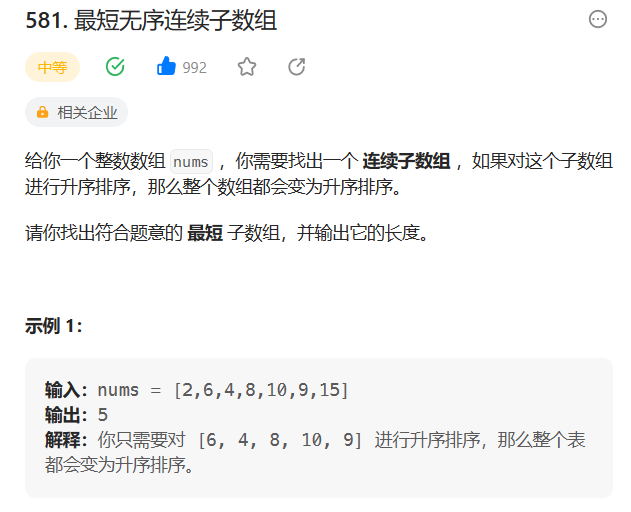 581. 最短无序连续子数组
中等 992
相关企业
给你一个整数数组 nums ，你需要找出一个 连续子数组 ，如果对这个子数组
进行升序排序，那么整个数组都会变为升序排序。
请你找出符合题意的 最短 子数组，并输出它的长度。
示例 1：
输入：nums = [2,6,4,8,10,9,15]
输出：5
解释：你只需要对 [6, 4, 8, 10, 9] 进行升序排序，那么整个表
都会变为升序排序。